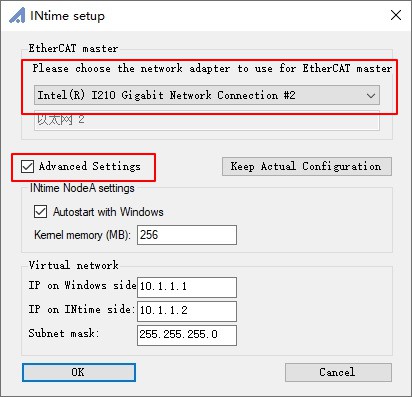 INtime setup
EtherCAT master
Please choose the network adapter to use for EtherCAT master
Intel(R) I210 Gigabit Network Connection #2
以太网 2
Advanced Settings
Keep Actual Configuration
INtime NodeA settings
Autostart with Windows
Kernel memory (MB): 256
Virtual network
IP on Windows side 10.1.1.1
IP on INtime side: 10.1.1.2
Subnet mask: 255.255.255.0
OK Cancel